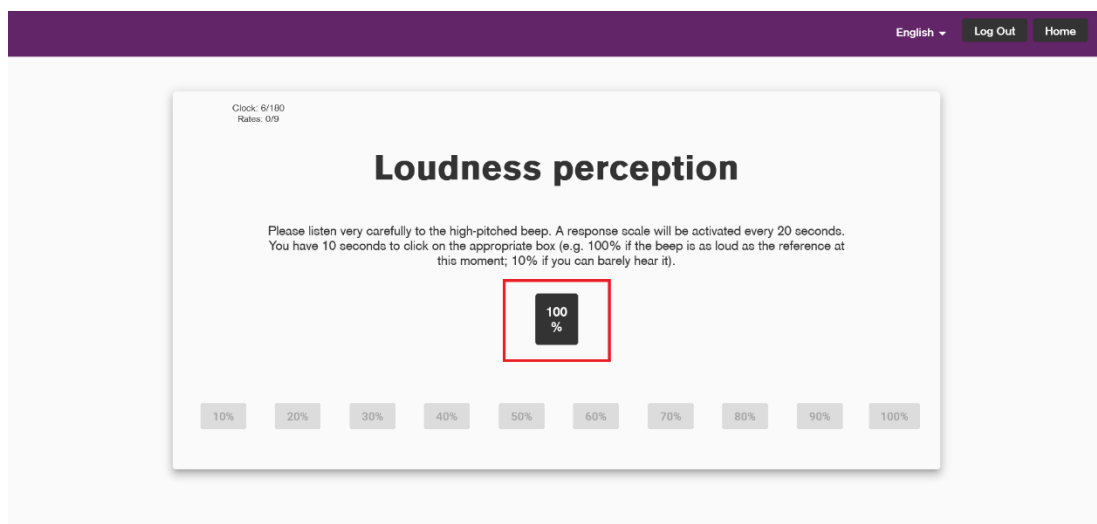 English
Log Out
Home
Clock: 6/180
Rates: 0/9
Loudness perception
Please listen very carefully to the high-pitched beep. A response scale will be activated every 20 seconds.
You have 10 seconds to click on the appropriate box (e.g. 100% if the beep is as loud as the reference at
this moment; 10% if you can barely hear it).
100
%
10%
20%
30%
40%
50%
60%
70%
80%
90%
100%